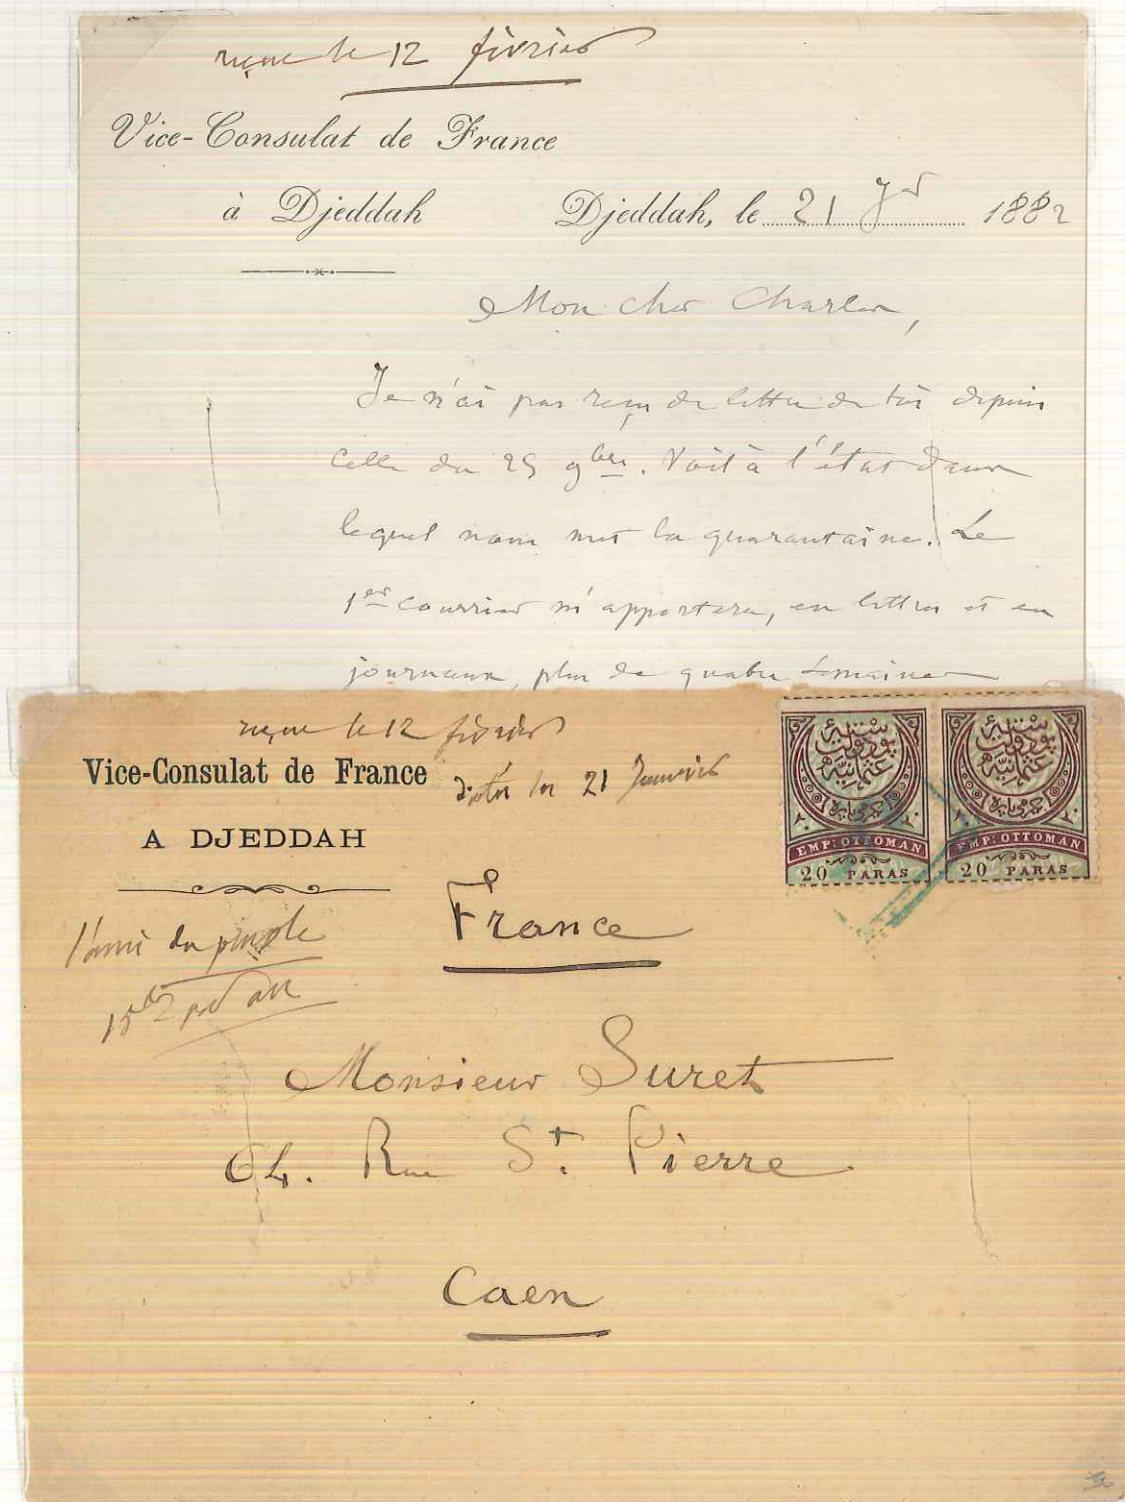 reçue le 12 février
Vice-Consulat de France
à Djeddah
Djeddah, le 21 Jer 1882
Mon cher Charles,
Je n'ai pas reçu de lettre de toi depuis
celle du 25 9bre. Voilà l'état dans
lequel nous met la quarantaine. Le
1er courrier m'apportera, en lettres et en
journaux, plus de quatre semaines
reçue le 12 février
Vice-Consulat de France
datée du 21 Janvier
A DJEDDAH
EMP: OTTOMAN
20 PARAS
EMP: OTTOMAN
20 PARAS
France
l'ami du peuple
par an
Monsieur Suret
64. Rue St. Pierre
Caen